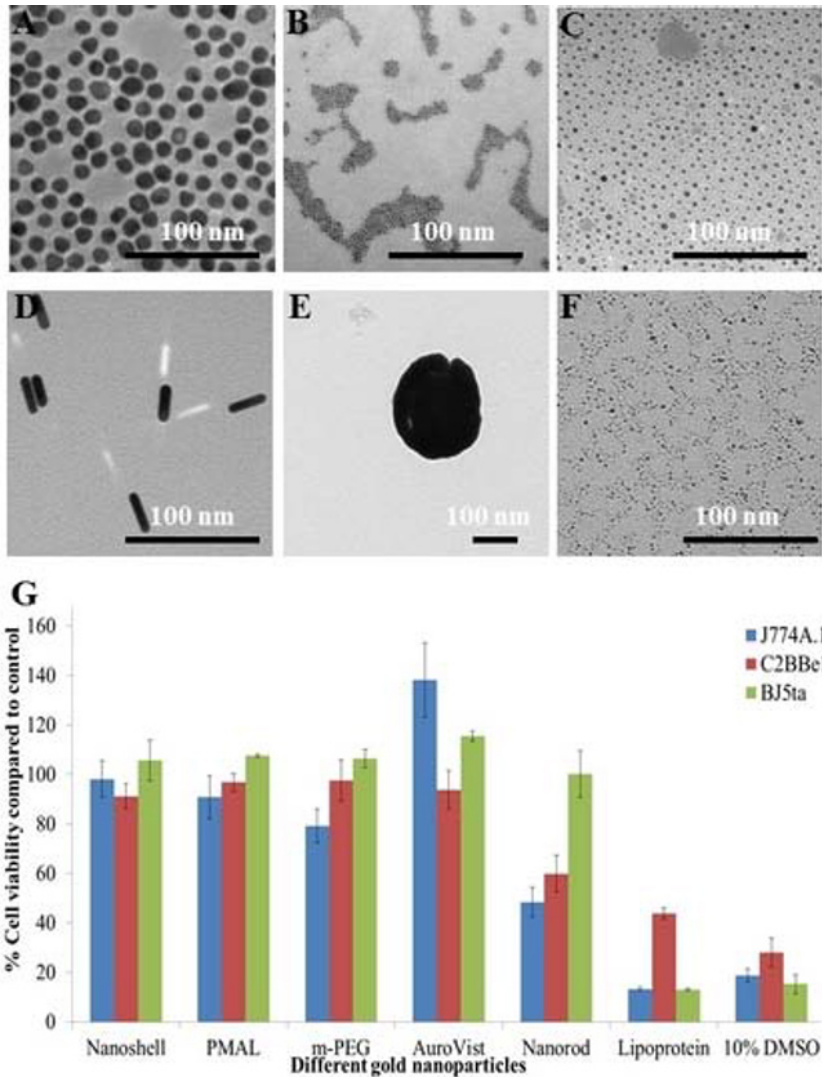 A
B
C
100 nm
100 nm
100 nm
D
E
F
100 nm
100 nm
100 nm
G
% Cell viability compared to control
160
140
120
100
80
60
40
20
0
J774A.1
C2BBe
BJ5ta
Nanoshell PMAL m-PEG AuroVist Nanorod Lipoprotein 10% DMSO
Different gold nanoparticles